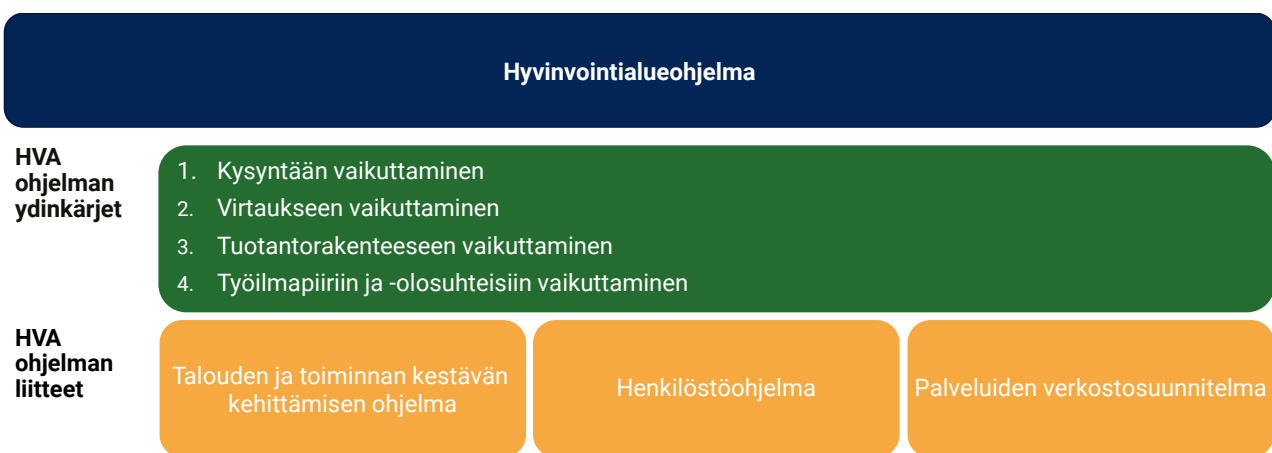 Hyvinvointialueohjelma
HVA
ohjelman
ydinkärjet
1. Kysyntään vaikuttaminen
2. Virtaukseen vaikuttaminen
3. Tuotantorakenteeseen vaikuttaminen
4. Työilmapiiriin ja -olosuhteisiin vaikuttaminen
HVA
ohjelman
liitteet
Talouden ja toiminnan kestävän
kehittämisen ohjelma
Henkilöstöohjelma
Palveluiden verkostosuunnitelma